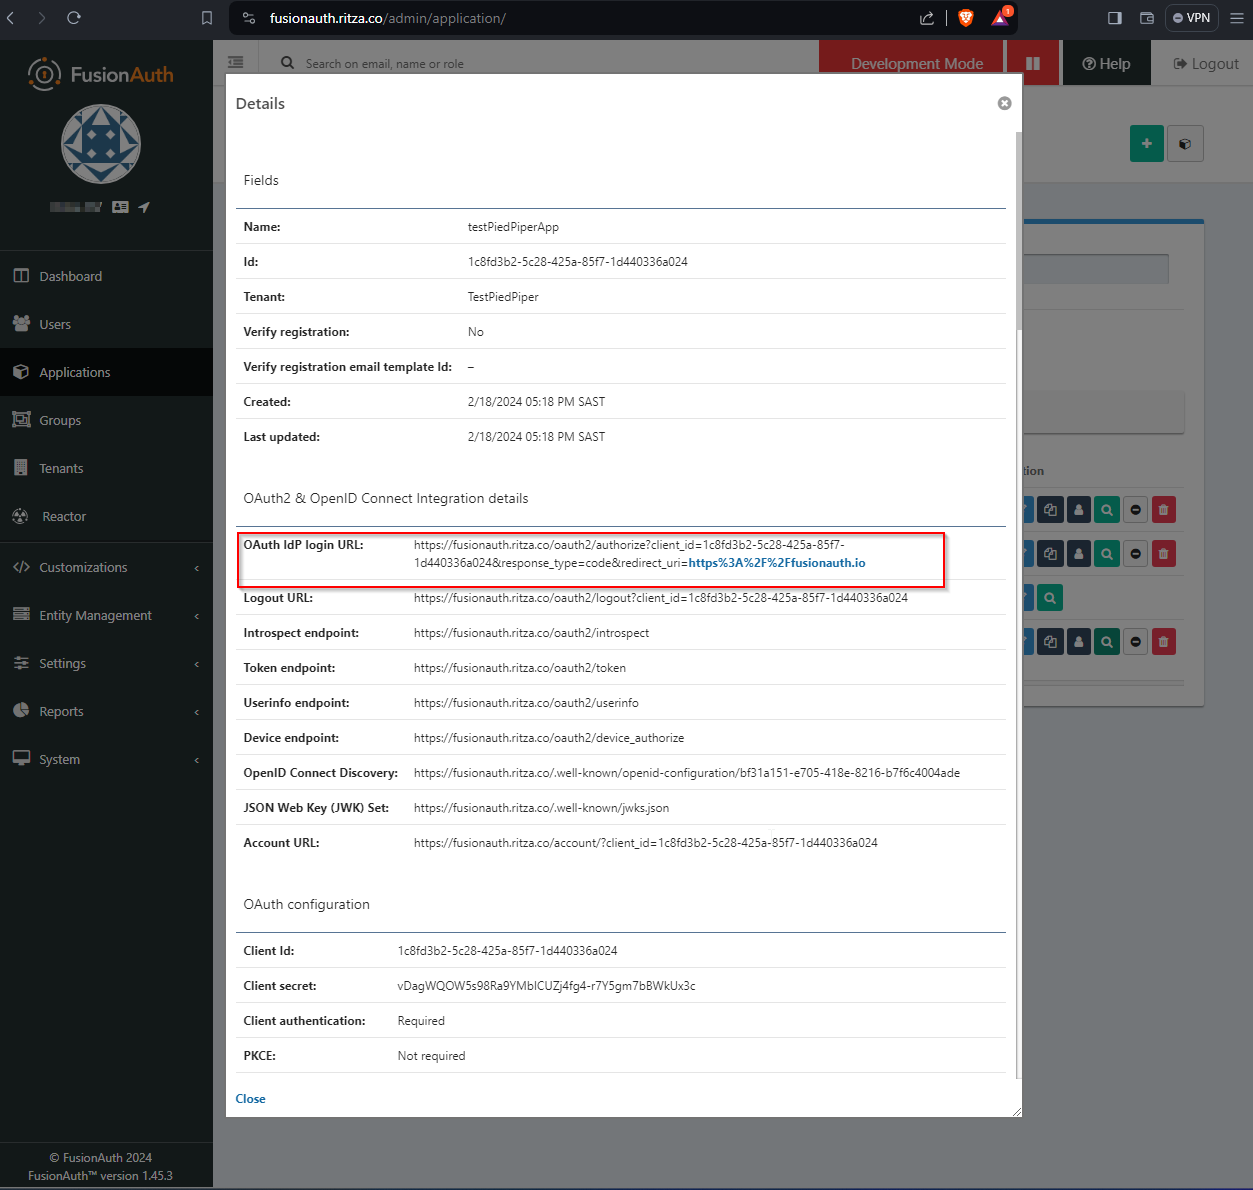 fusionauth.ritza.co/admin/application/
1
VPN
FusionAuth
Search on email, name or role
Development Mode
Help
Logout
Dashboard
Users
Applications
Groups
Tenants
Reactor
Customizations
Entity Management
Settings
Reports
System
© FusionAuth 2024
FusionAuth™ version 1.45.3
Details
Fields
Name: testPiedPiperApp
Id: 1c8fd3b2-5c28-425a-85f7-1d440336a024
Tenant: TestPiedPiper
Verify registration: No
Verify registration email template Id: –
Created: 2/18/2024 05:18 PM SAST
Last updated: 2/18/2024 05:18 PM SAST
OAuth2 & OpenID Connect Integration details
OAuth IdP login URL: https://fusionauth.ritza.co/oauth2/authorize?client_id=1c8fd3b2-5c28-425a-85f7-
1d440336a024&response_type=code&redirect_uri=https%3A%2F%2Ffusionauth.io
Logout URL: https://fusionauth.ritza.co/oauth2/logout?client_id=1c8fd3b2-5c28-425a-85f7-1d440336a024
Introspect endpoint: https://fusionauth.ritza.co/oauth2/introspect
Token endpoint: https://fusionauth.ritza.co/oauth2/token
Userinfo endpoint: https://fusionauth.ritza.co/oauth2/userinfo
Device endpoint: https://fusionauth.ritza.co/oauth2/device_authorize
OpenID Connect Discovery: https://fusionauth.ritza.co/.well-known/openid-configuration/bf31a151-e705-418e-8216-b7f6c4004ade
JSON Web Key (JWK) Set: https://fusionauth.ritza.co/.well-known/jwks.json
Account URL: https://fusionauth.ritza.co/account/?client_id=1c8fd3b2-5c28-425a-85f7-1d440336a024
OAuth configuration
Client Id: 1c8fd3b2-5c28-425a-85f7-1d440336a024
Client secret: vDagWQOW5s98Ra9YMbICUZj4fg4-r7Y5gm7bBWkUx3c
Client authentication: Required
PKCE: Not required
Close
tion